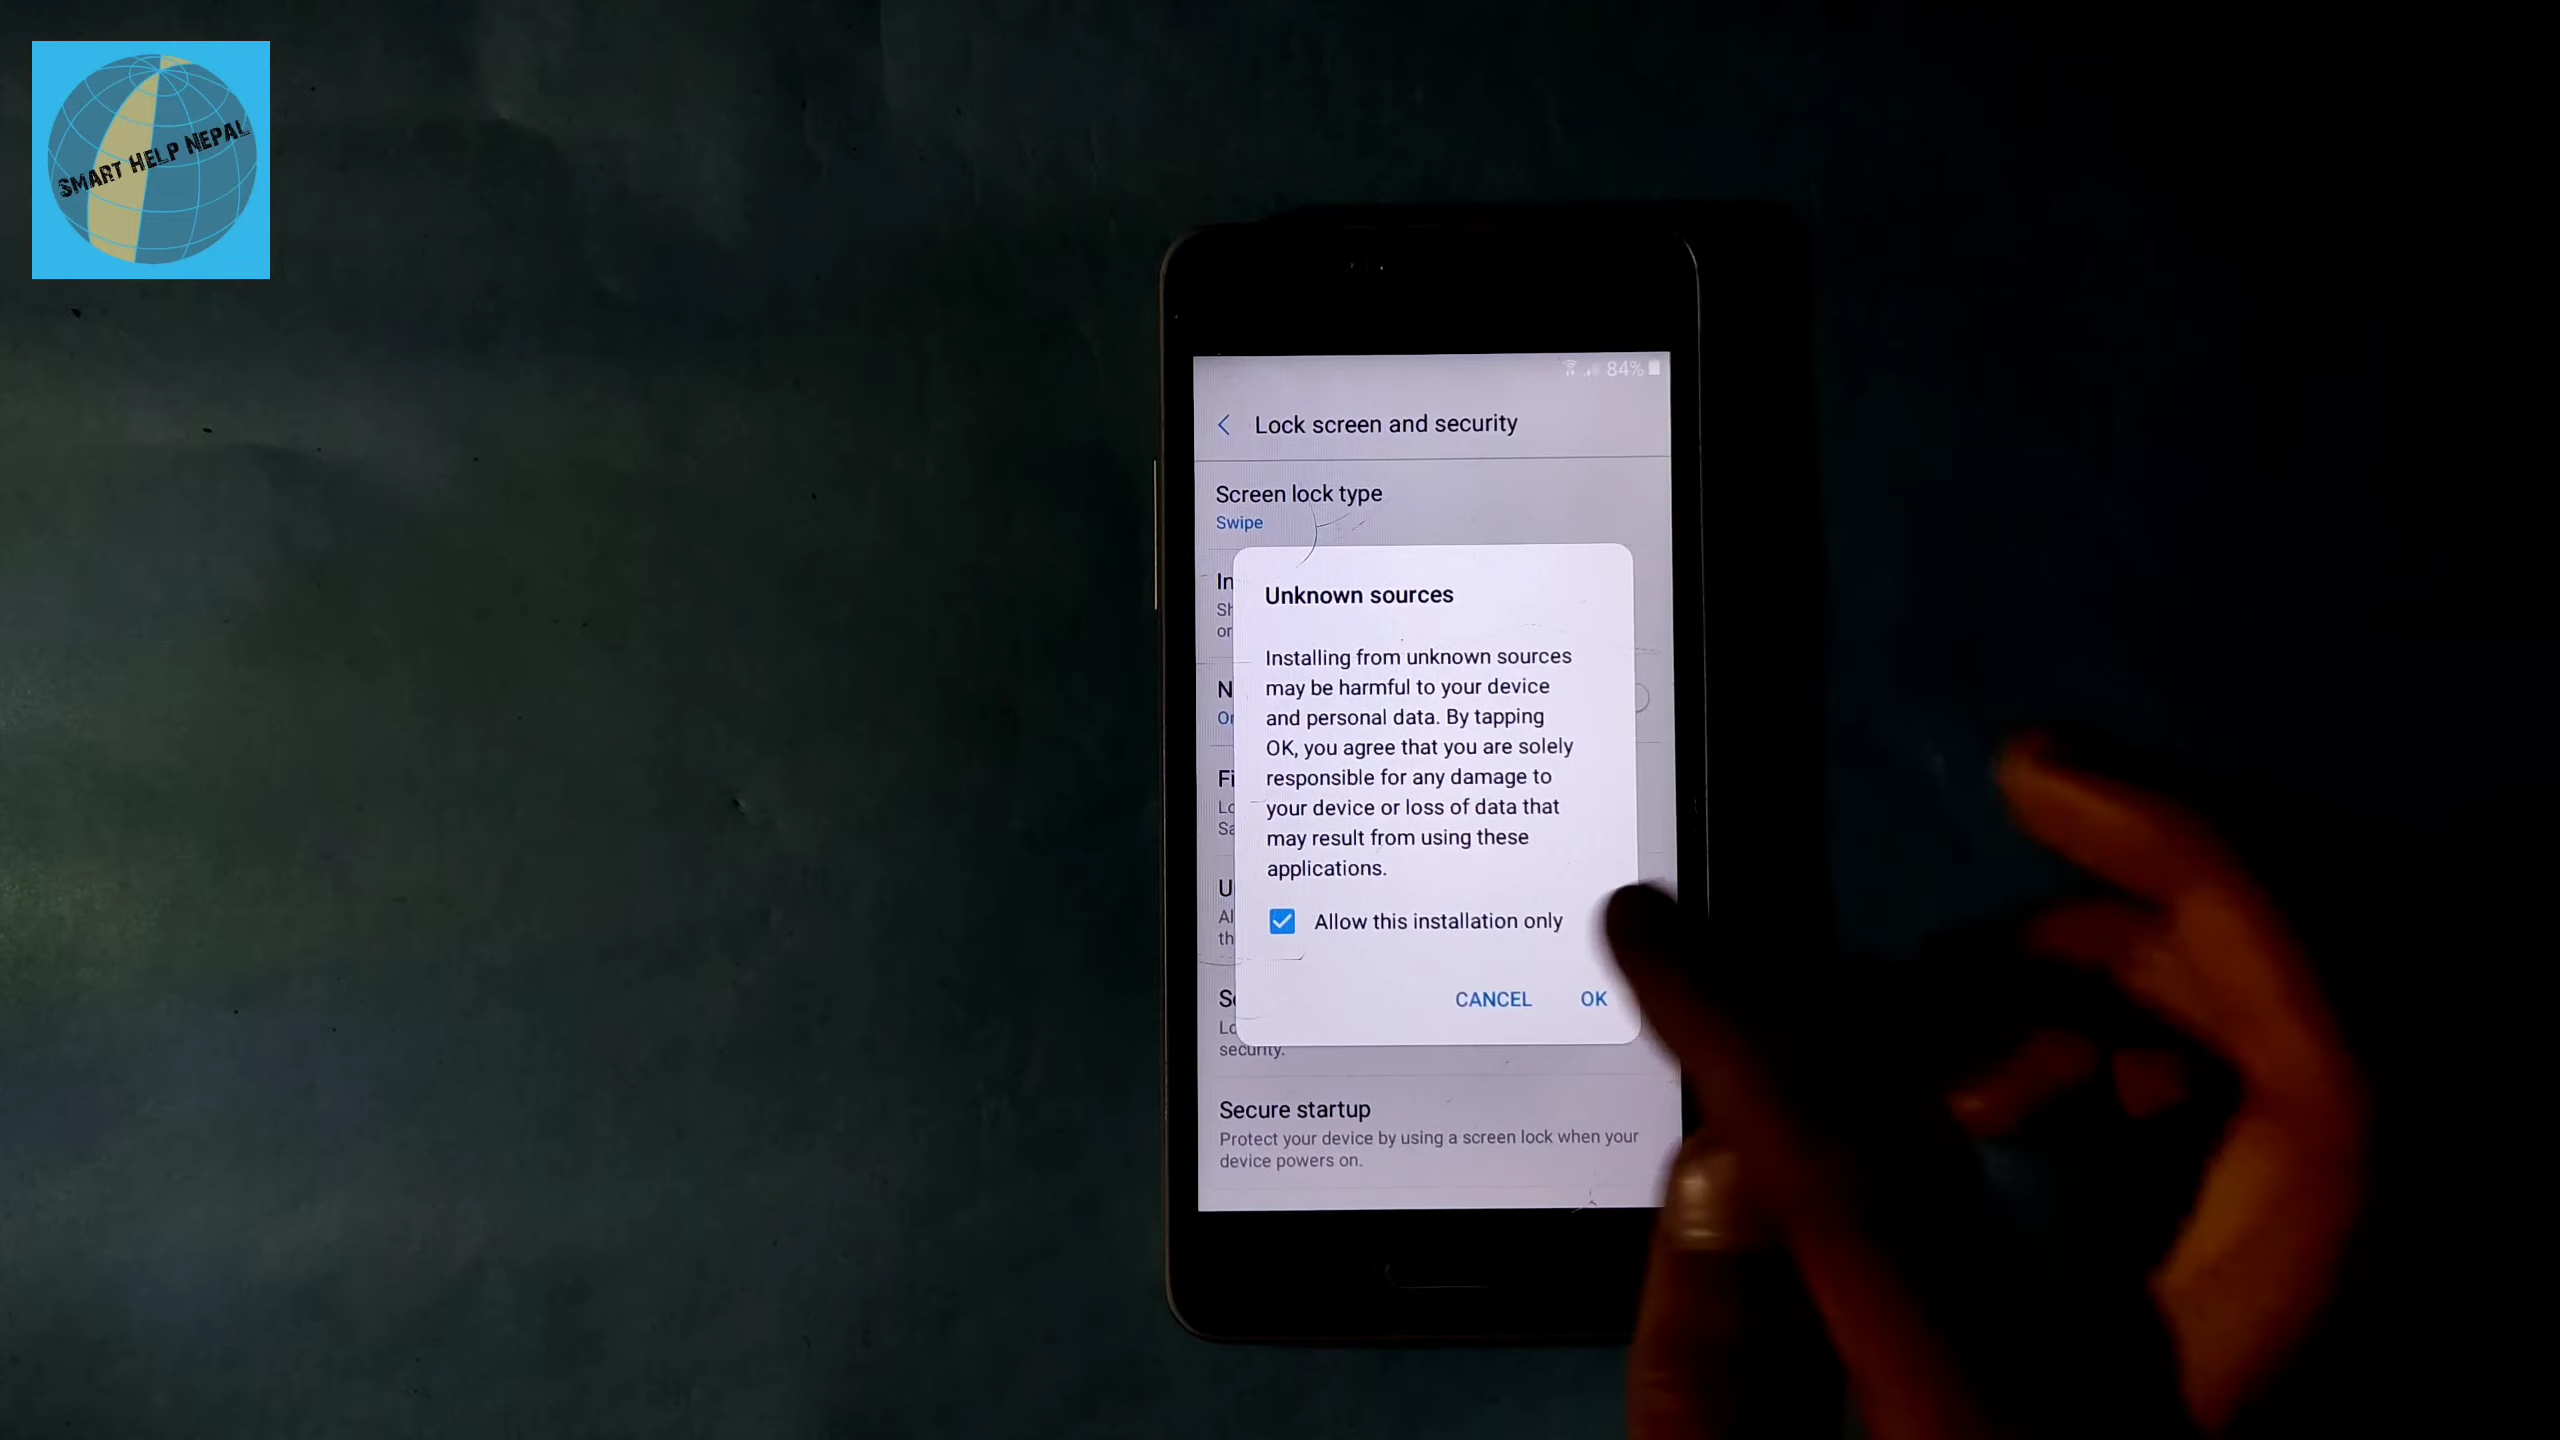 SMART HELP NEPAL
84%
Lock screen and security
Screen lock type
Swipe
Unknown sources
Installing from unknown sources
may be harmful to your device
and personal data. By tapping
OK, you agree that you are solely
responsible for any damage to
your device or loss of data that
may result from using these
applications.
Allow this installation only
CANCEL OK
security.
Secure startup
Protect your device by using a screen lock when your
device powers on.